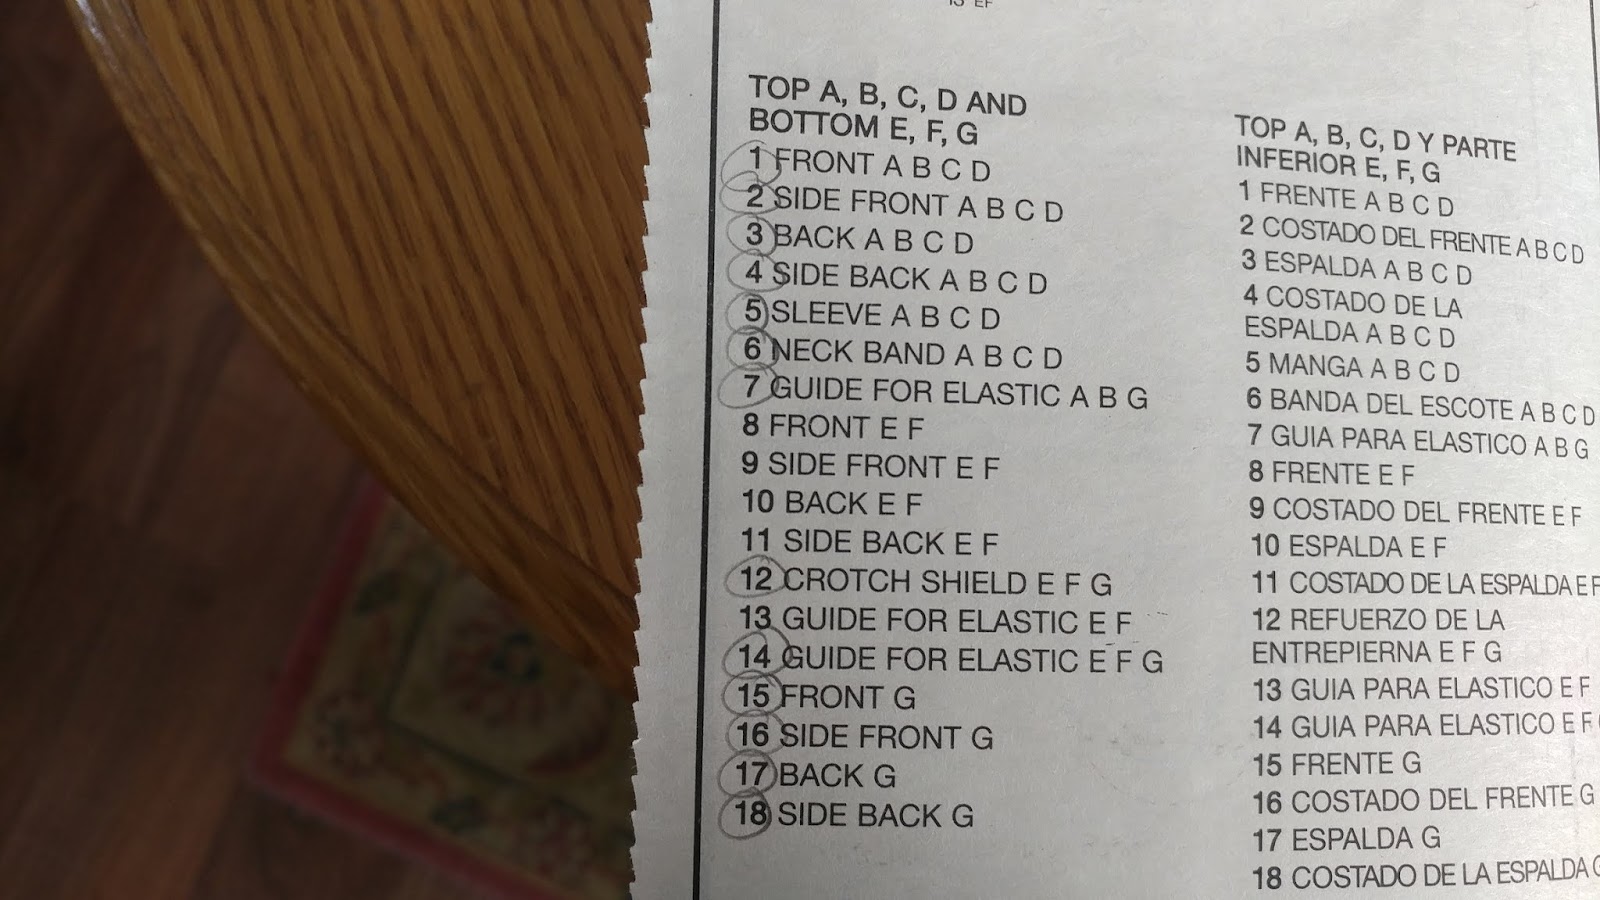 13 EF
TOP A, B, C, D AND
BOTTOM E, F, G
1 FRONT A B C D
2 SIDE FRONT A B C D
3 BACK A B C D
4 SIDE BACK A B C D
5 SLEEVE A B C D
6 NECK BAND A B C D
7 GUIDE FOR ELASTIC A B G
8 FRONT E F
9 SIDE FRONT E F
10 BACK E F
11 SIDE BACK E F
12 CROTCH SHIELD E F G
13 GUIDE FOR ELASTIC E F
14 GUIDE FOR ELASTIC E F G
15 FRONT G
16 SIDE FRONT G
17 BACK G
18 SIDE BACK G
TOP A, B, C, D Y PARTE
INFERIOR E, F, G
1 FRENTE A B C D
2 COSTADO DEL FRENTE A B C D
3 ESPALDA A B C D
4 COSTADO DE LA
ESPALDA A B C D
5 MANGA A B C D
6 BANDA DEL ESCOTE A B C D
7 GUIA PARA ELASTICO A B G
8 FRENTE E F
9 COSTADO DEL FRENTE E F
10 ESPALDA E F
11 COSTADO DE LA ESPALDA E F
12 REFUERZO DE LA
ENTREPIERNA E F G
13 GUIA PARA ELASTICO E F
14 GUIA PARA ELASTICO E F
15 FRENTE G
16 COSTADO DEL FRENTE G
17 ESPALDA G
18 COSTADO DE LA ESPALDA G